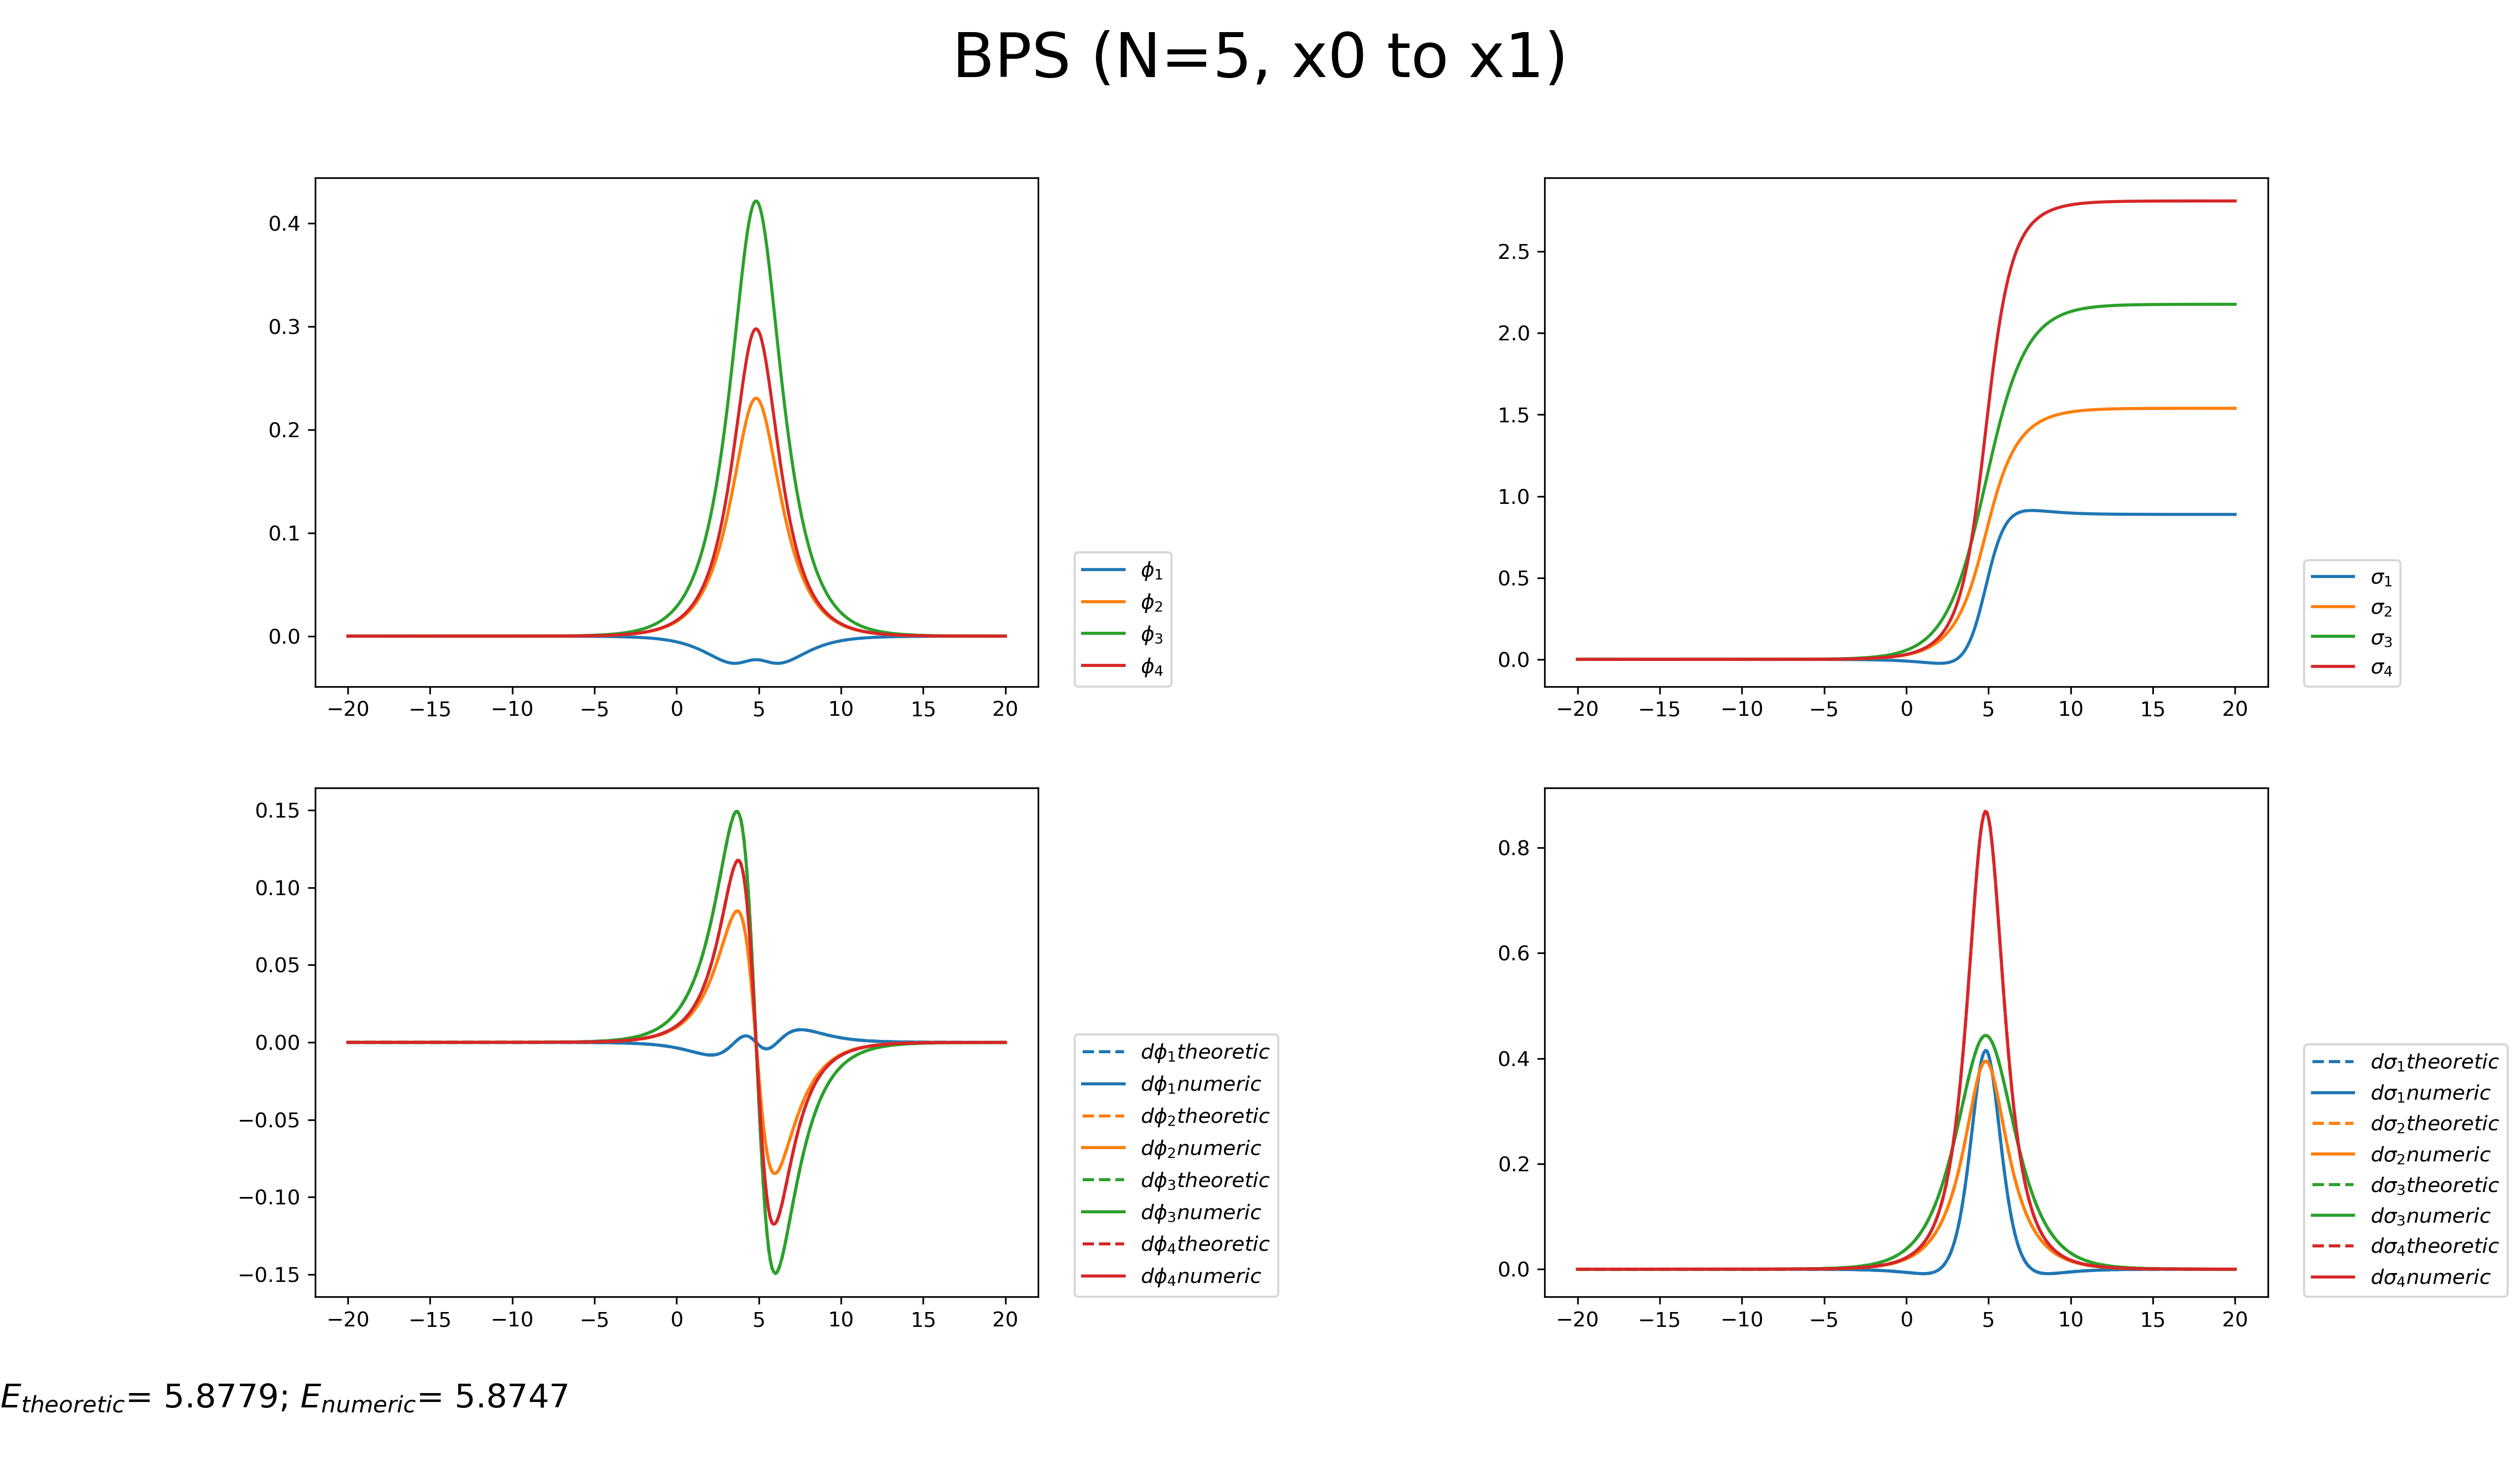 BPS (N=5, x0 to x1)
0.4
0.3
0.2
0.1
0.0
−20 −15 −10 −5 0 5 10 15 20
ϕ₁
ϕ₂
ϕ₃
ϕ₄
2.5
2.0
1.5
1.0
0.5
0.0
−20 −15 −10 −5 0 5 10 15 20
σ₁
σ₂
σ₃
σ₄
0.15
0.10
0.05
0.00
−0.05
−0.10
−0.15
−20 −15 −10 −5 0 5 10 15 20
dϕ₁theoretic
dϕ₁numeric
dϕ₂theoretic
dϕ₂numeric
dϕ₃theoretic
dϕ₃numeric
dϕ₄theoretic
dϕ₄numeric
0.8
0.6
0.4
0.2
0.0
−20 −15 −10 −5 0 5 10 15 20
dσ₁theoretic
dσ₁numeric
dσ₂theoretic
dσ₂numeric
dσ₃theoretic
dσ₃numeric
dσ₄theoretic
dσ₄numeric
E_theoretic= 5.8779; E_numeric= 5.8747